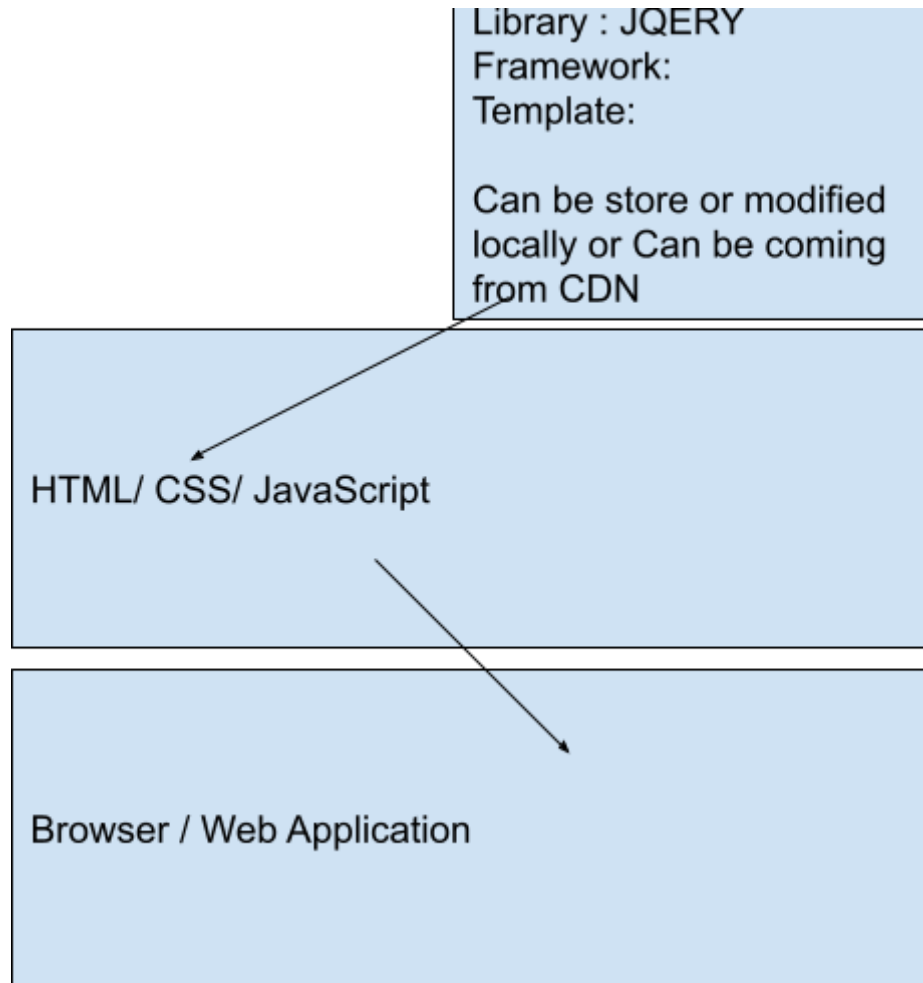 Library : JQERY
Framework:
Template:
Can be store or modified
locally or Can be coming
from CDN
HTML/ CSS/ JavaScript
Browser / Web Application